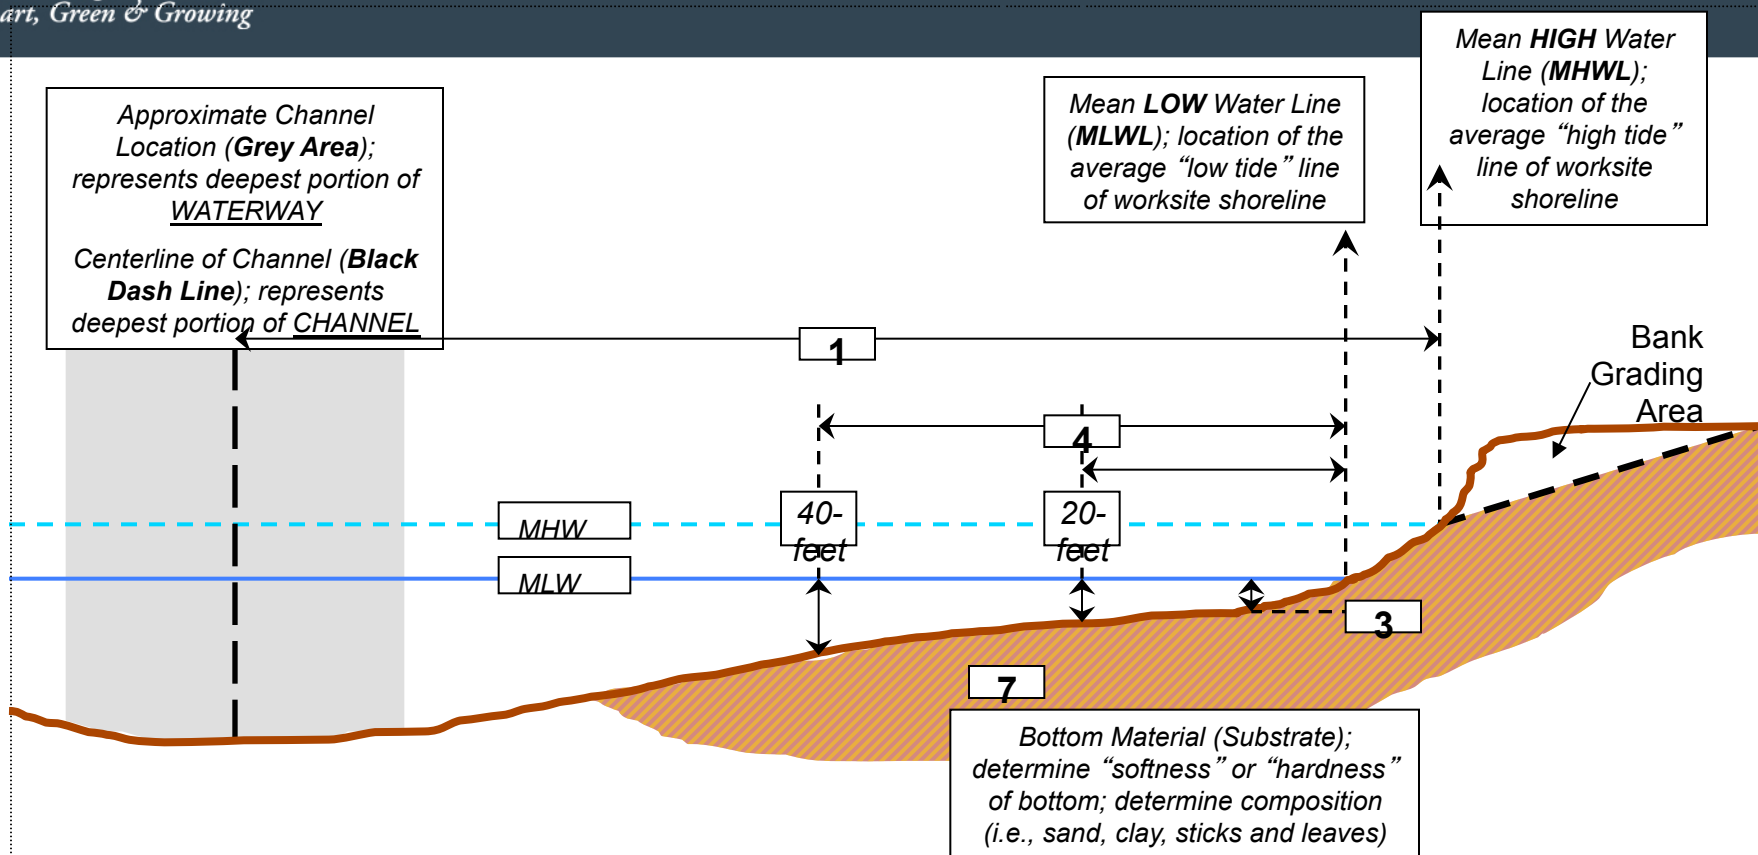 art, Green & Growing
Approximate Channel
Location (Grey Area);
represents deepest portion of
WATERWAY
Centerline of Channel (Black
Dash Line); represents
deepest portion of CHANNEL
Mean LOW Water Line
(MLWL); location of the
average “low tide” line
of worksite shoreline
Mean HIGH Water
Line (MHWL);
location of the
average “high tide”
line of worksite
shoreline
1
Bank
Grading
Area
4
40-
feet
20-
feet
MHW
MLW
3
7
Bottom Material (Substrate);
determine “softness” or “hardness”
of bottom; determine composition
(i.e., sand, clay, sticks and leaves)